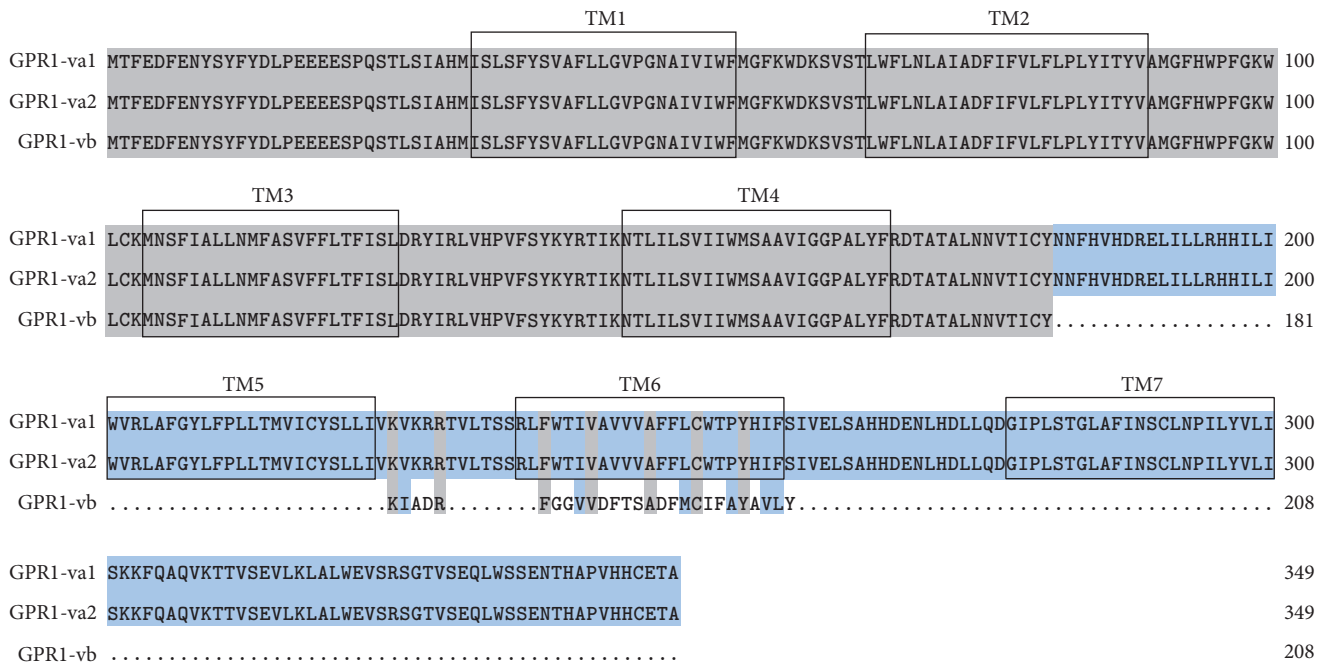 TM1 TM2
GPR1-va1 MTFEDFENYSYFYDLPEEEESPQSTLSIAHMISLSFYSVAFLLGVPGNAIVIWFMGFKWDKSVSTLWFLNLAIADFIFVLFLPLYITYVAMGFHWPFGKW 100
GPR1-va2 MTFEDFENYSYFYDLPEEEESPQSTLSIAHMISLSFYSVAFLLGVPGNAIVIWFMGFKWDKSVSTLWFLNLAIADFIFVLFLPLYITYVAMGFHWPFGKW 100
GPR1-vb MTFEDFENYSYFYDLPEEEESPQSTLSIAHMISLSFYSVAFLLGVPGNAIVIWFMGFKWDKSVSTLWFLNLAIADFIFVLFLPLYITYVAMGFHWPFGKW 100
TM3 TM4
GPR1-va1 LCKMNSFIALLNMFASVFFLTFISLDRYIRLVHPVFSYKYRTIKNTLILSVIIWMSAAVIGGPALYFRDTATALNNVTICYNNFHVHDRELILLRHHILI 200
GPR1-va2 LCKMNSFIALLNMFASVFFLTFISLDRYIRLVHPVFSYKYRTIKNTLILSVIIWMSAAVIGGPALYFRDTATALNNVTICYNNFHVHDRELILLRHHILI 200
GPR1-vb LCKMNSFIALLNMFASVFFLTFISLDRYIRLVHPVFSYKYRTIKNTLILSVIIWMSAAVIGGPALYFRDTATALNNVTICY................... 181
TM5 TM6 TM7
GPR1-va1 WVRLAFGYLFPLLTMVICYSLLIVKVKRRTVLTSSRLFWTIVAVVVAFFLCWTPYHIFSIVELSAHHDENLHDLLQDGIPLSTGLAFINSCLNPILYVLI 300
GPR1-va2 WVRLAFGYLFPLLTMVICYSLLIVKVKRRTVLTSSRLFWTIVAVVVAFFLCWTPYHIFSIVELSAHHDENLHDLLQDGIPLSTGLAFINSCLNPILYVLI 300
GPR1-vb ........................KIADR........FGGVVDFTSADFMCIFAYAVLY......................................... 208
GPR1-va1 SKKFQAQVKTTVSEVLKLALWEVSRSGTVSEQLWSSENTHAPVHHCETA 349
GPR1-va2 SKKFQAQVKTTVSEVLKLALWEVSRSGTVSEQLWSSENTHAPVHHCETA 349
GPR1-vb ................................................. 208